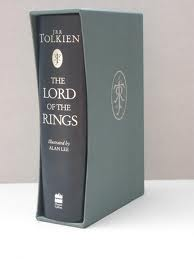 J.R.R.
TOLKIEN
THE
LORD
OF THE
RINGS
Illustrated by
ALAN LEE